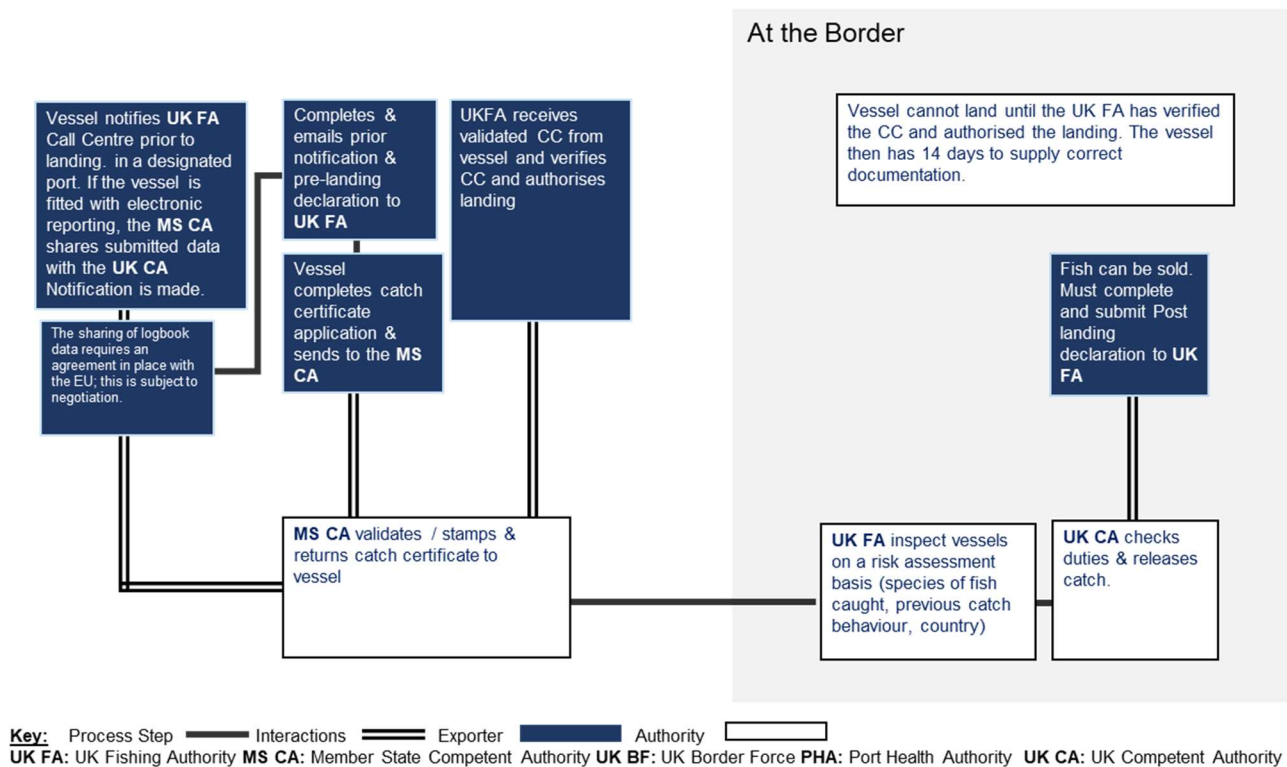 At the Border
Vessel notifies UK FA
Call Centre prior to
landing. in a designated
port. If the vessel is
fitted with electronic
reporting, the MS CA
shares submitted data
with the UK CA
Notification is made.
The sharing of logbook
data requires an
agreement in place with
the EU; this is subject to
negotiation.
Completes &
emails prior
notification &
pre-landing
declaration to
UK FA
Vessel
completes catch
certificate
application &
sends to the MS
CA
UKFA receives
validated CC from
vessel and verifies
CC and authorises
landing
Vessel cannot land until the UK FA has verified
the CC and authorised the landing. The vessel
then has 14 days to supply correct
documentation.
Fish can be sold.
Must complete
and submit Post
landing
declaration to UK
FA
MS CA validates / stamps &
returns catch certificate to
vessel
UK FA inspect vessels
on a risk assessment
basis (species of fish
caught, previous catch
behaviour, country)
UK CA checks
duties & releases
catch.
Key: Process Step Interactions Exporter Authority
UK FA: UK Fishing Authority MS CA: Member State Competent Authority UK BF: UK Border Force PHA: Port Health Authority UK CA: UK Competent Authority